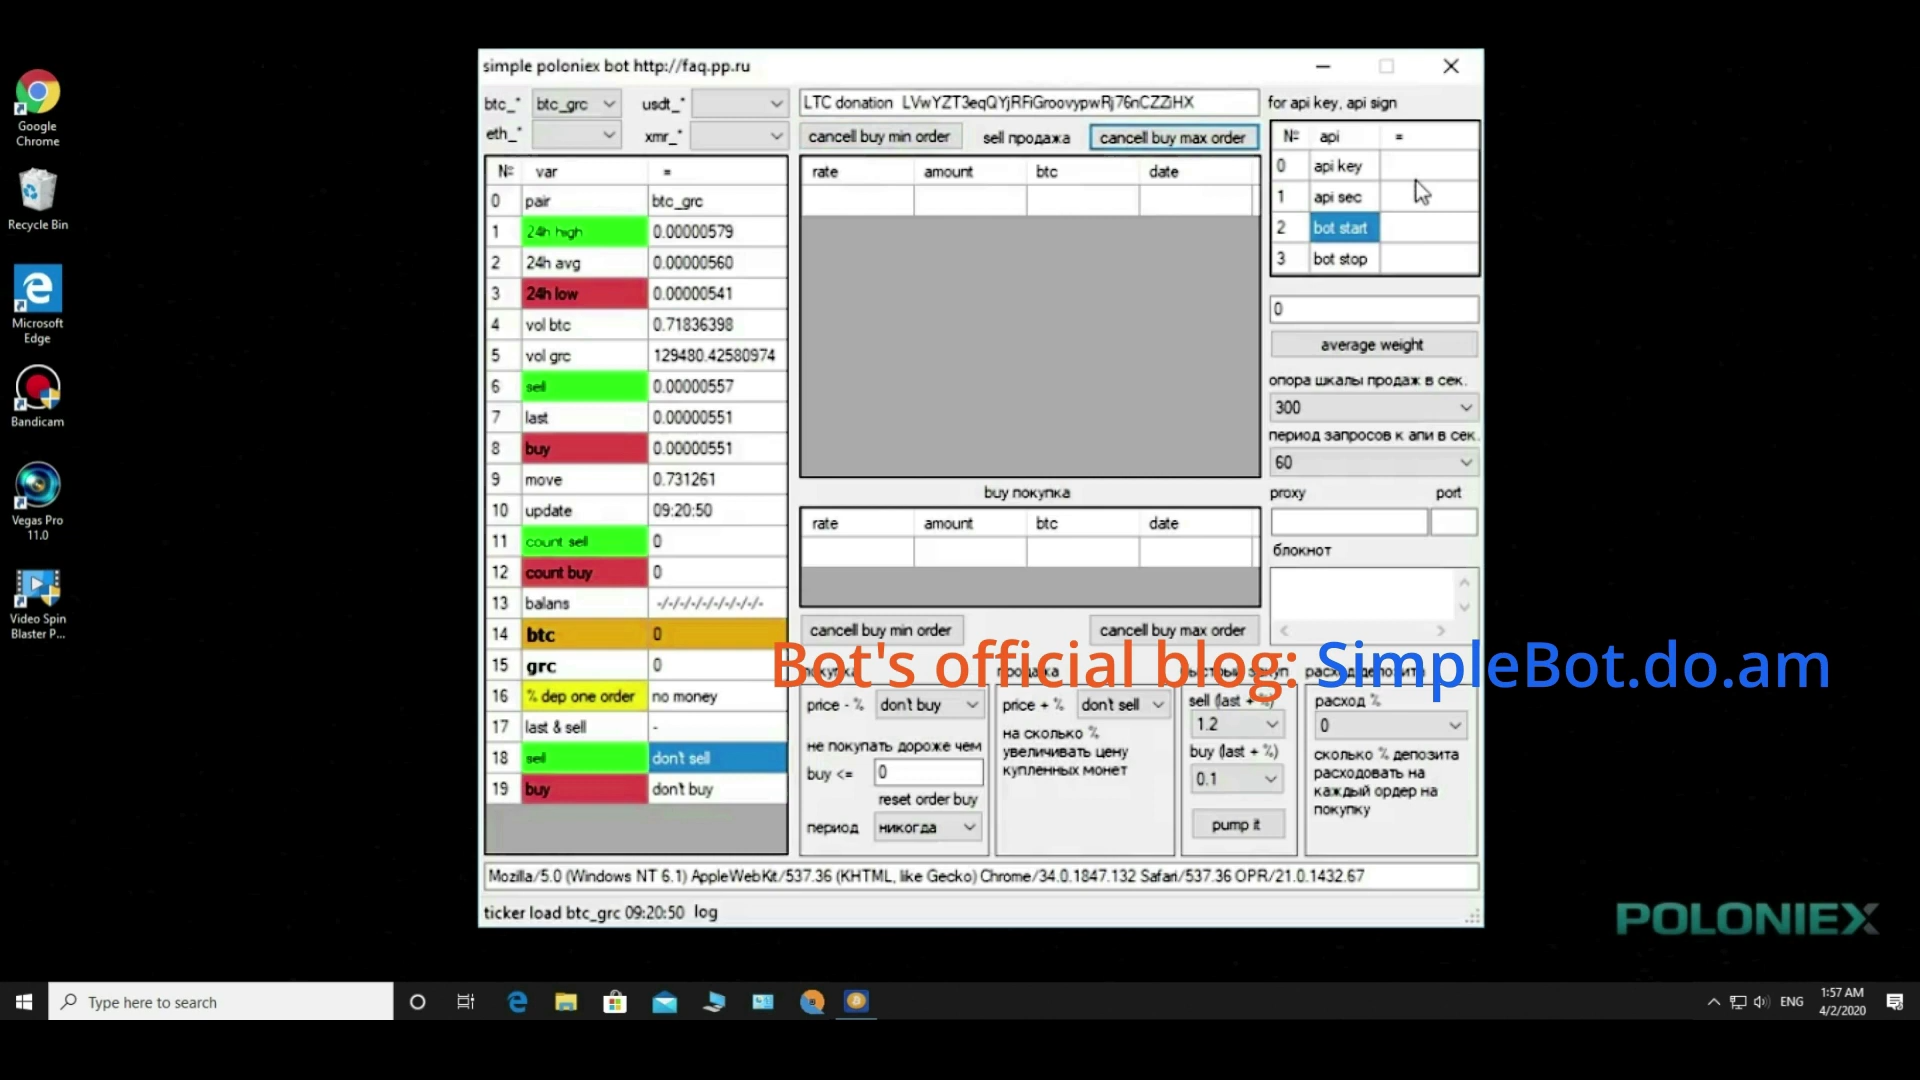 Google
Chrome
Recycle Bin
Microsoft
Edge
Bandicam
Vegas Pro
11.0
Video Spin
Blaster P...
simple poloniex bot http://faq.pp.ru
btc_* btc_grc usdt_*
eth_* xmr_*
LTC donation LVwYZT3eqQYjRFiGroovypwRj76nCZZiHX
cancell buy min order sell продажа cancell buy max order
for api key, api sign
№ var =
0 pair btc_grc
1 24h high 0.00000579
2 24h avg 0.00000560
3 24h low 0.00000541
4 vol btc 0.71836398
5 vol grc 129480.42580974
6 sell 0.00000557
7 last 0.00000551
8 buy 0.00000551
9 move 0.731261
10 update 09:20:50
11 count sell 0
12 count buy 0
13 balans -/-/-/-/-/-/-/-/-/-
14 btc 0
15 grc 0
16 % dep one order no money
17 last & sell -
18 sell don't sell
19 buy don't buy
rate amount btc date
buy покупка
rate amount btc date
cancell buy min order cancell buy max order
№ api =
0 api key
1 api sec
2 bot start
3 bot stop
0
average weight
опора шкалы продаж в сек.
300
период запросов к апи в сек.
60
proxy port
блокнот
Bot's official blog: SimpleBot.do.am
price - % don't buy
не покупать дороже чем
buy <= 0
reset order buy
период никогда
price + % don't sell
на сколько %
увеличивать цену
купленных монет
sell (last + %)
1.2
buy (last + %)
0.1
pump it
расход %
0
сколько % депозита
расходовать на
каждый ордер на
покупку
Mozilla/5.0 (Windows NT 6.1) AppleWebKit/537.36 (KHTML, like Gecko) Chrome/34.0.1847.132 Safari/537.36 OPR/21.0.1432.67
ticker load btc_grc 09:20:50 log
POLONIEX
Type here to search
ENG
1:57 AM
4/2/2020